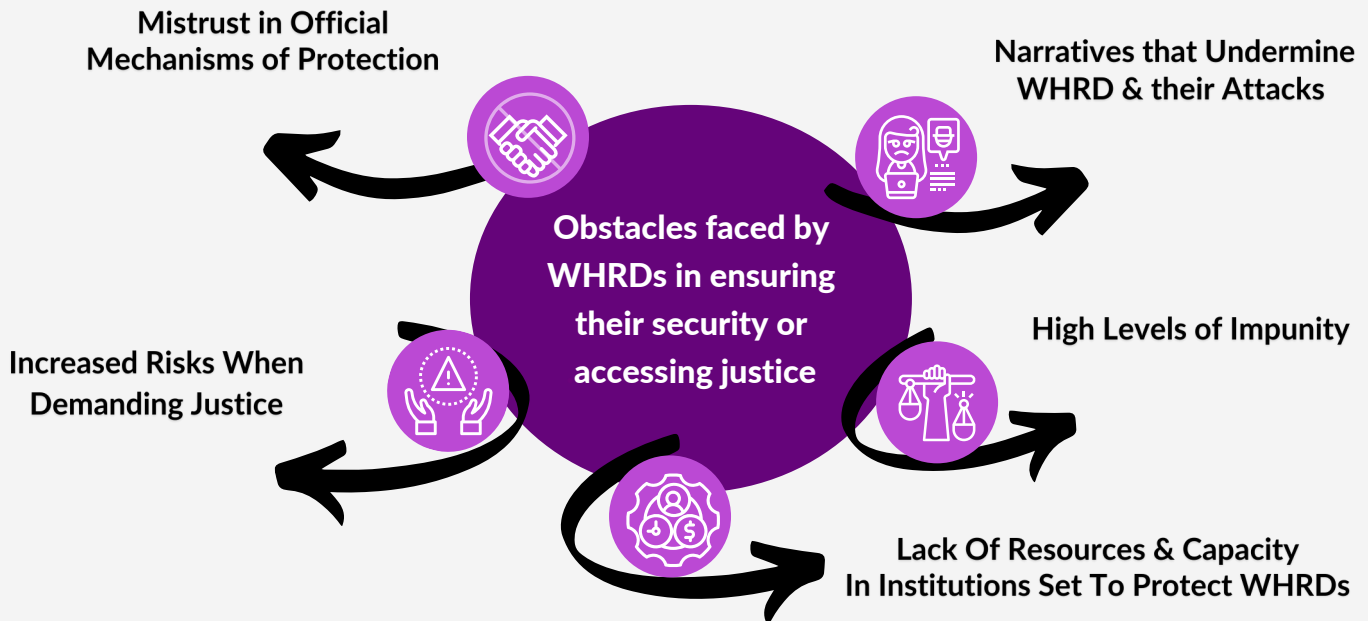 Mistrust in Official
Mechanisms of Protection
Narratives that Undermine
WHRD & their Attacks
Obstacles faced by
WHRDs in ensuring
their security or
accessing justice
High Levels of Impunity
Increased Risks When
Demanding Justice
Lack Of Resources & Capacity
In Institutions Set To Protect WHRDs